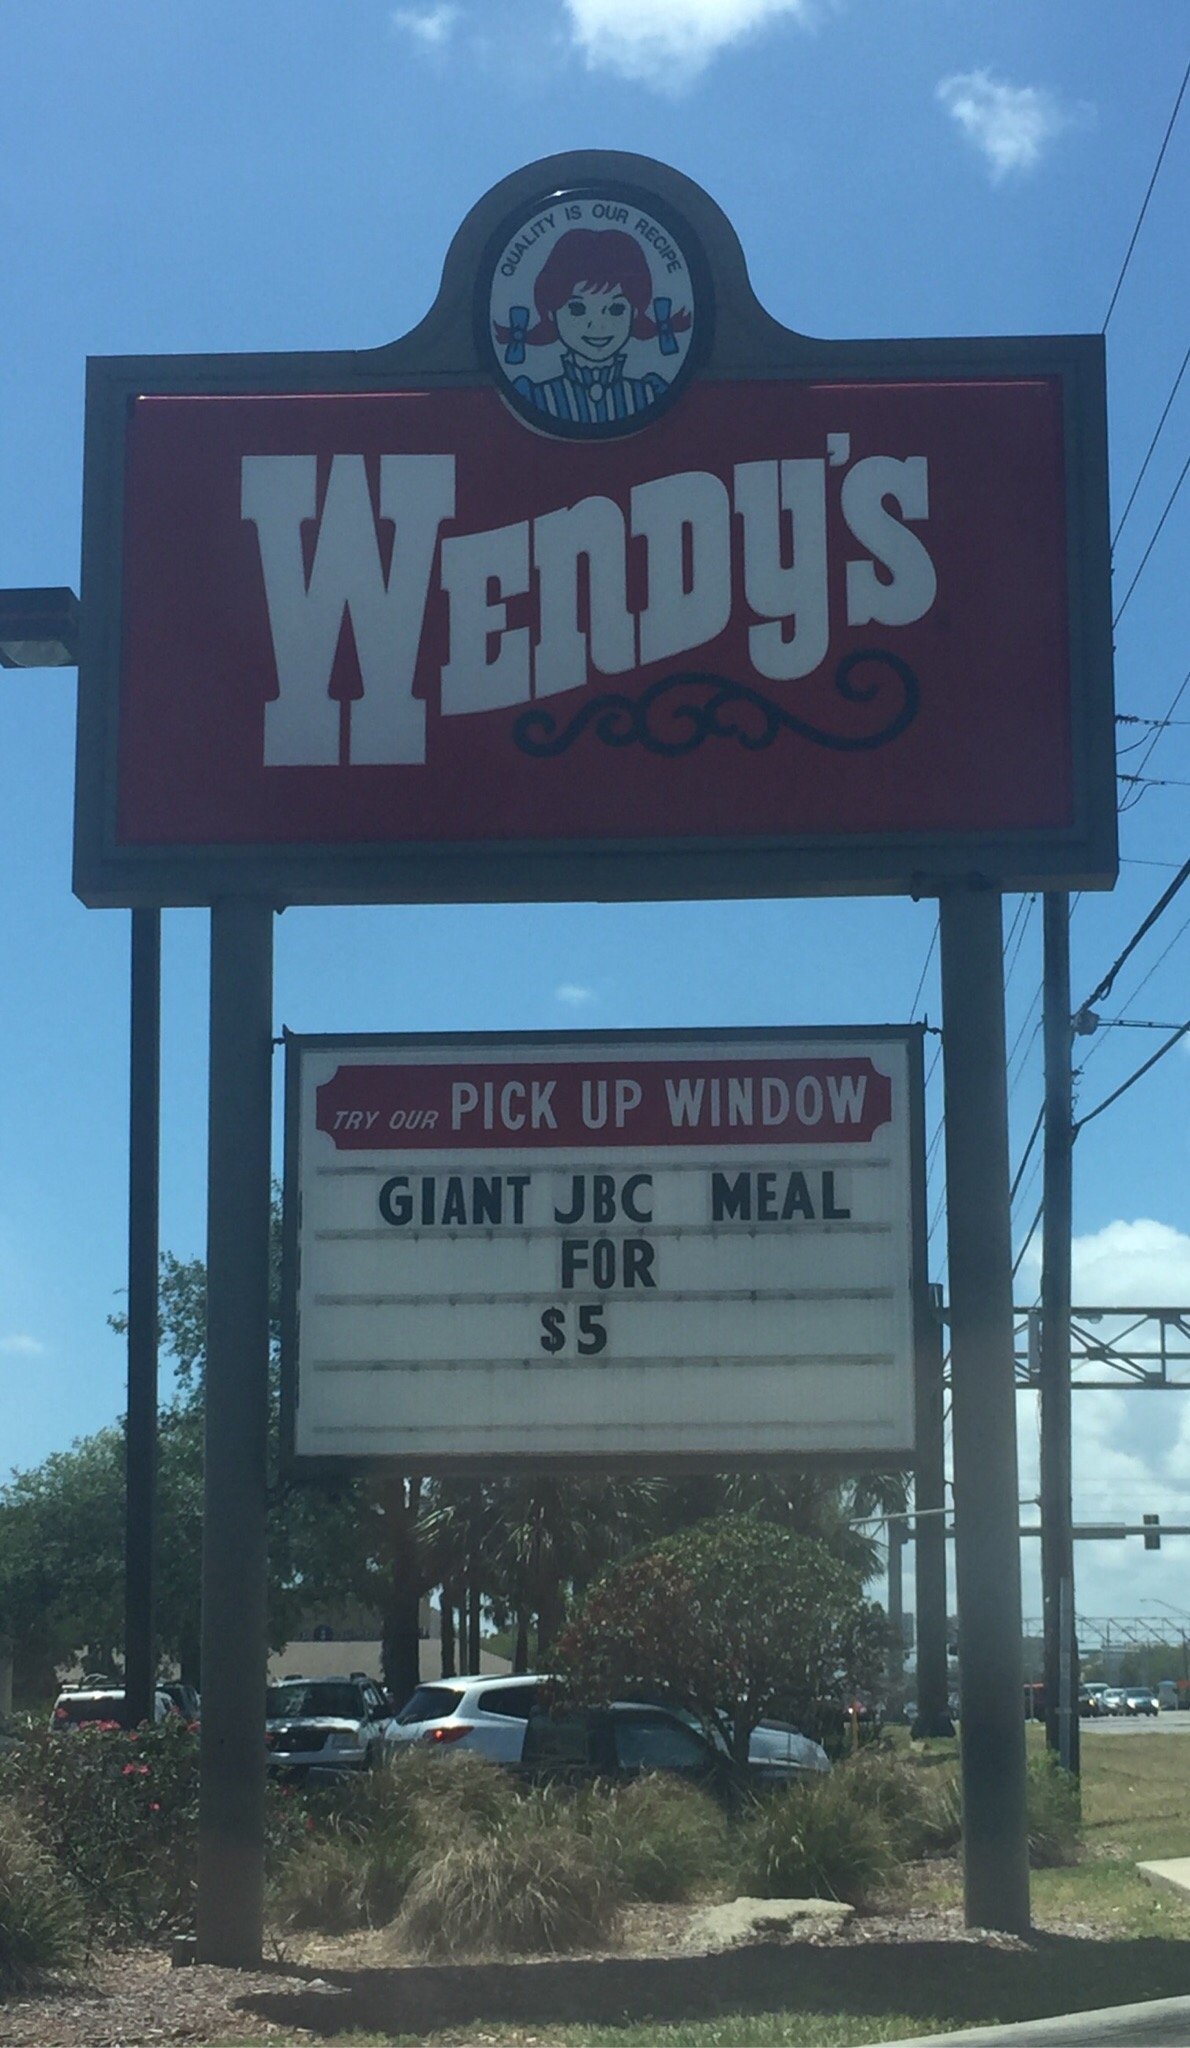 QUALITY IS OUR RECIPE
WENDY'S
TRY OUR PICK UP WINDOW
GIANT JBC MEAL
FOR
$5